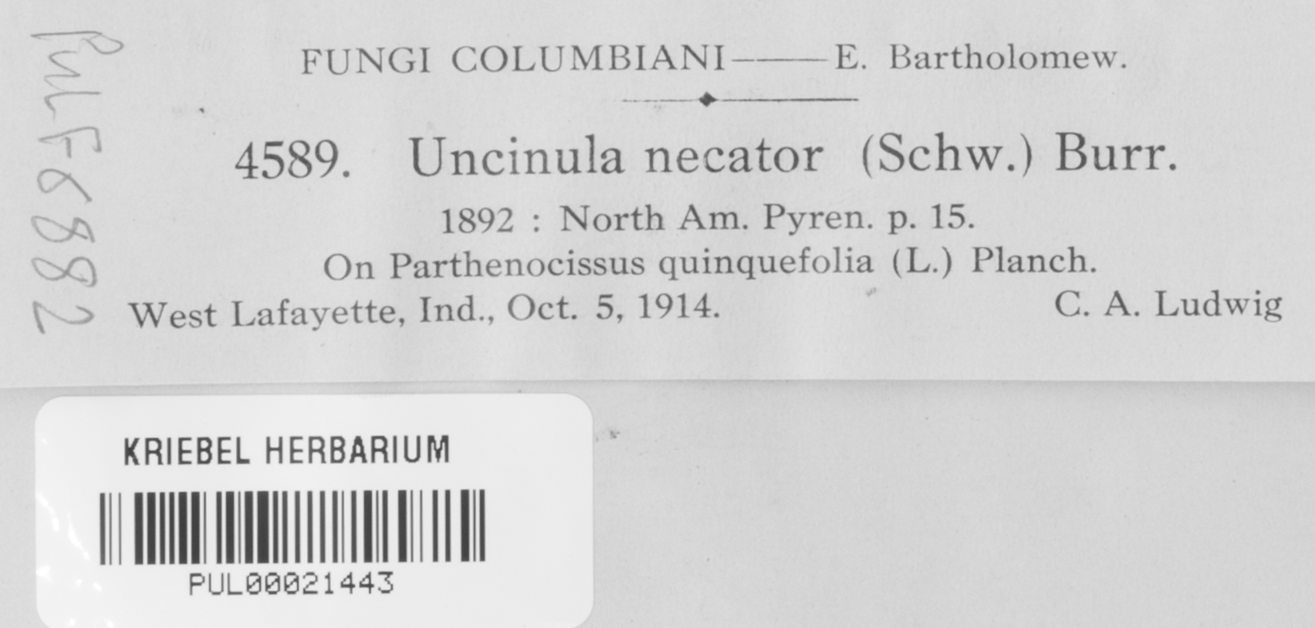 PUL F6882
FUNGI COLUMBIANI——E. Bartholomew.
4589. Uncinula necator (Schw.) Burr.
1892 : North Am. Pyren. p. 15.
On Parthenocissus quinquefolia (L.) Planch.
West Lafayette, Ind., Oct. 5, 1914. C. A. Ludwig
KRIEBEL HERBARIUM
PUL00021443